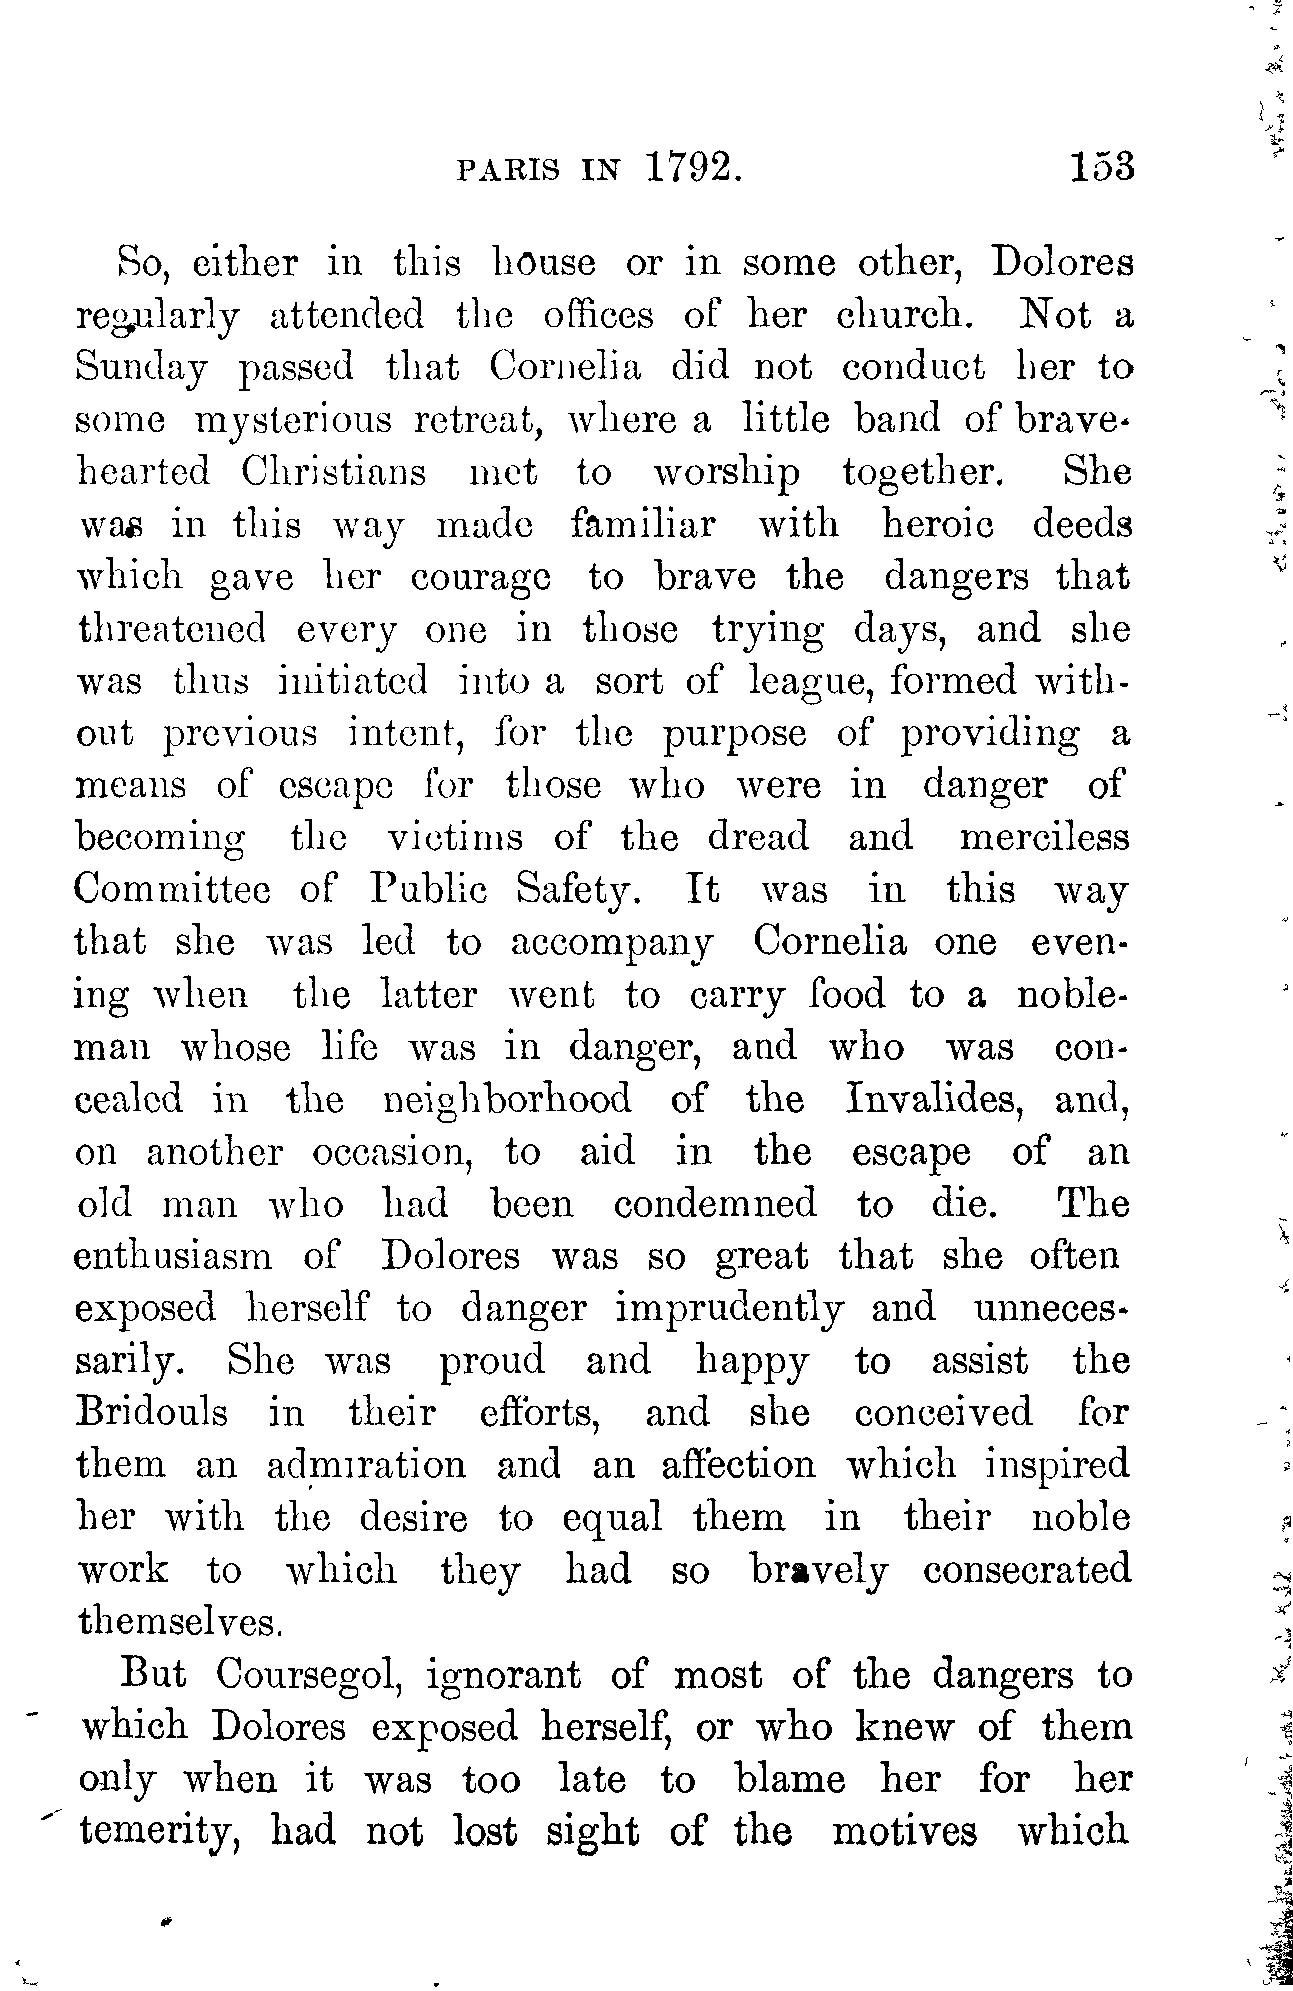 PARIS IN 1792. 153
So, either in this house or in some other, Dolores
regularly attended the offices of her church. Not a
Sunday passed that Cornelia did not conduct her to
some mysterious retreat, where a little band of brave-
hearted Christians met to worship together. She
was in this way made familiar with heroic deeds
which gave her courage to brave the dangers that
threatened every one in those trying days, and she
was thus initiated into a sort of league, formed with-
out previous intent, for the purpose of providing a
means of escape for those who were in danger of
becoming the victims of the dread and merciless
Committee of Public Safety. It was in this way
that she was led to accompany Cornelia one even-
ing when the latter went to carry food to a noble-
man whose life was in danger, and who was con-
cealed in the neighborhood of the Invalides, and,
on another occasion, to aid in the escape of an
old man who had been condemned to die. The
enthusiasm of Dolores was so great that she often
exposed herself to danger imprudently and unneces-
sarily. She was proud and happy to assist the
Bridouls in their efforts, and she conceived for
them an admiration and an affection which inspired
her with the desire to equal them in their noble
work to which they had so bravely consecrated
themselves.
But Coursegol, ignorant of most of the dangers to
which Dolores exposed herself, or who knew of them
only when it was too late to blame her for her
temerity, had not lost sight of the motives which